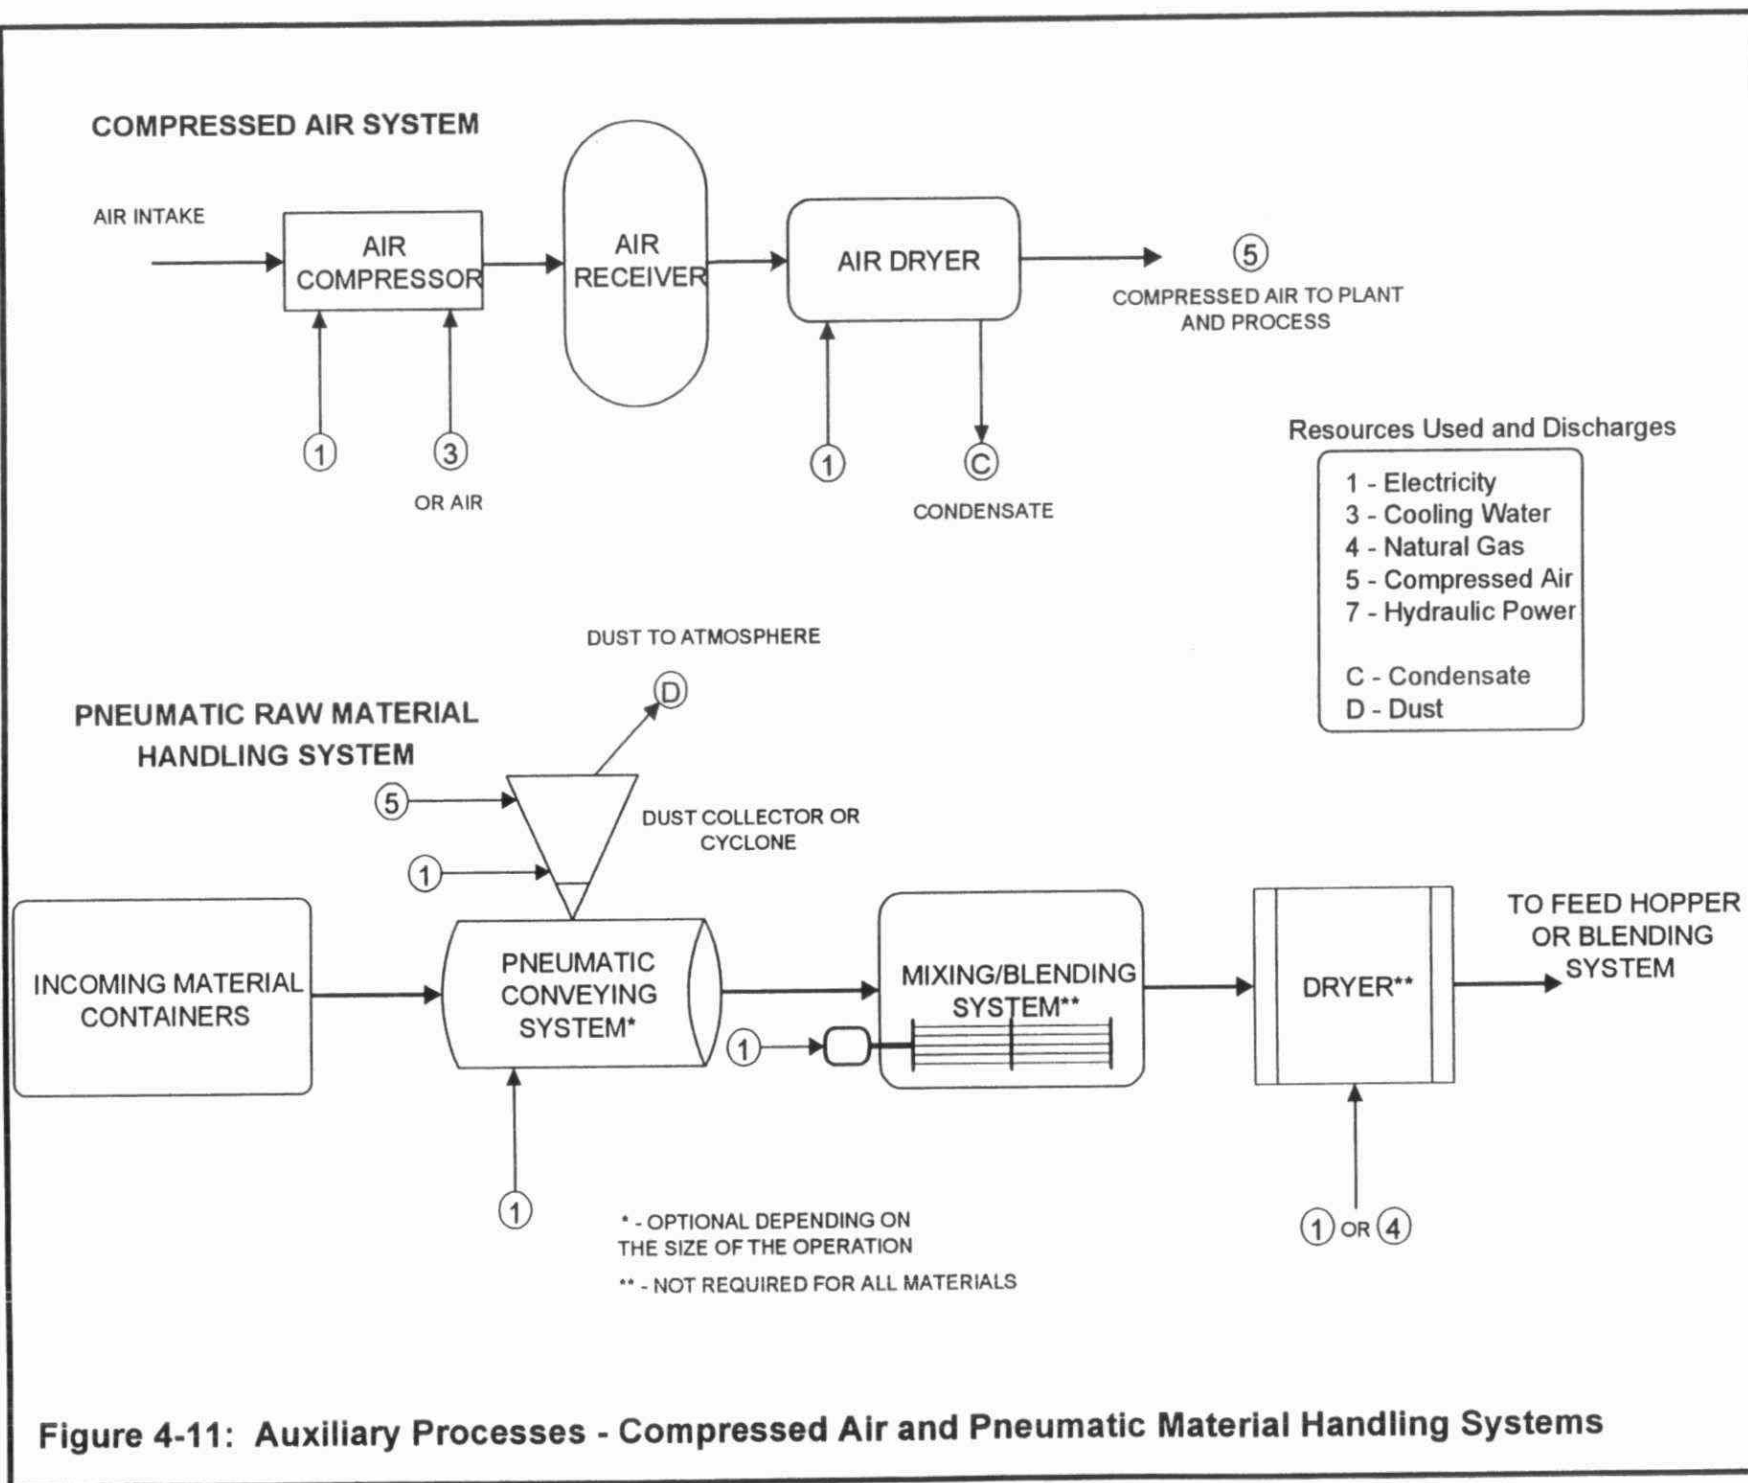 COMPRESSED AIR SYSTEM
AIR INTAKE
AIR
COMPRESSOR
AIR
RECEIVER
AIR DRYER
5
COMPRESSED AIR TO PLANT
AND PROCESS
1
3
OR AIR
1
C
CONDENSATE
Resources Used and Discharges
1 - Electricity
3 - Cooling Water
4 - Natural Gas
5 - Compressed Air
7 - Hydraulic Power
C - Condensate
D - Dust
DUST TO ATMOSPHERE
D
PNEUMATIC RAW MATERIAL
HANDLING SYSTEM
5
DUST COLLECTOR OR
CYCLONE
1
INCOMING MATERIAL
CONTAINERS
PNEUMATIC
CONVEYING
SYSTEM*
1
MIXING/BLENDING
SYSTEM**
1
DRYER**
TO FEED HOPPER
OR BLENDING
SYSTEM
1 OR 4
* - OPTIONAL DEPENDING ON
THE SIZE OF THE OPERATION
** - NOT REQUIRED FOR ALL MATERIALS
Figure 4-11: Auxiliary Processes - Compressed Air and Pneumatic Material Handling Systems